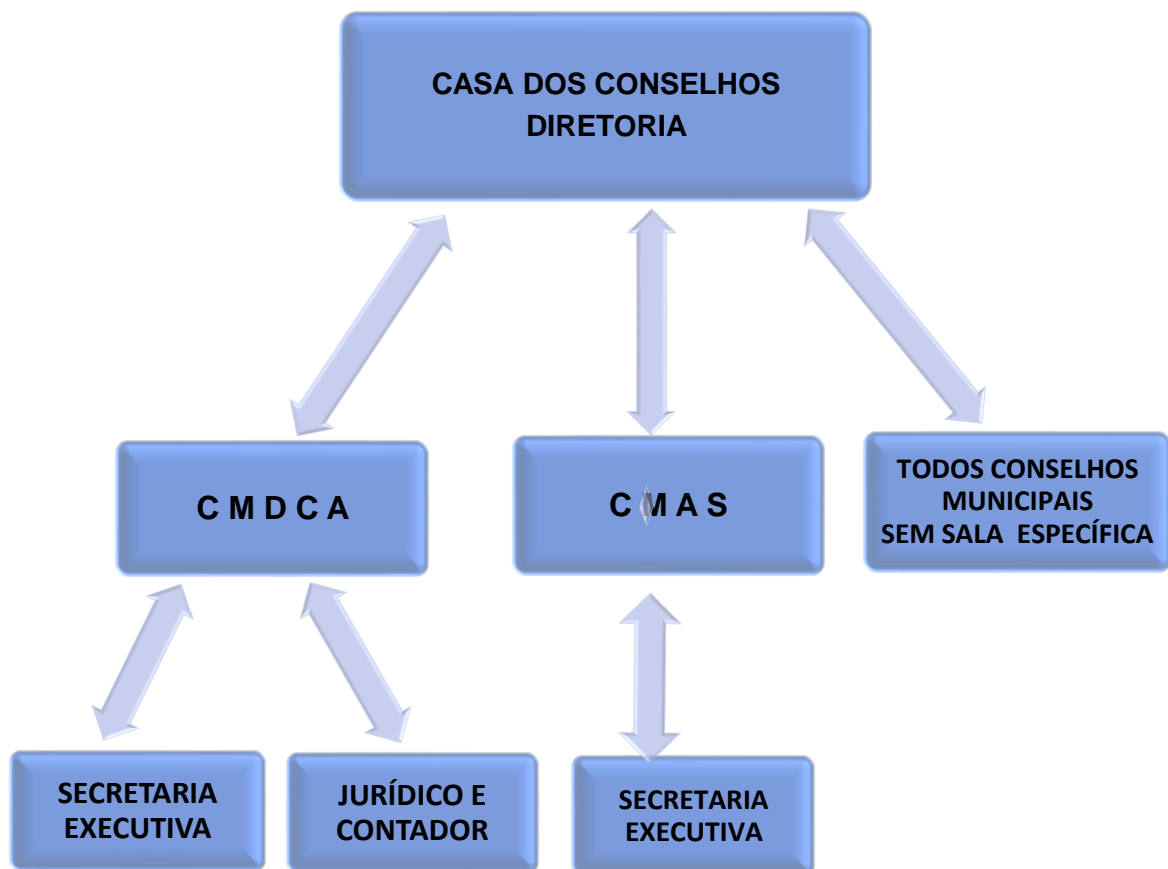 CASA DOS CONSELHOS
DIRETORIA
C M D C A
C M A S
TODOS CONSELHOS
MUNICIPAIS
SEM SALA ESPECÍFICA
SECRETARIA
EXECUTIVA
JURÍDICO E
CONTADOR
SECRETARIA
EXECUTIVA